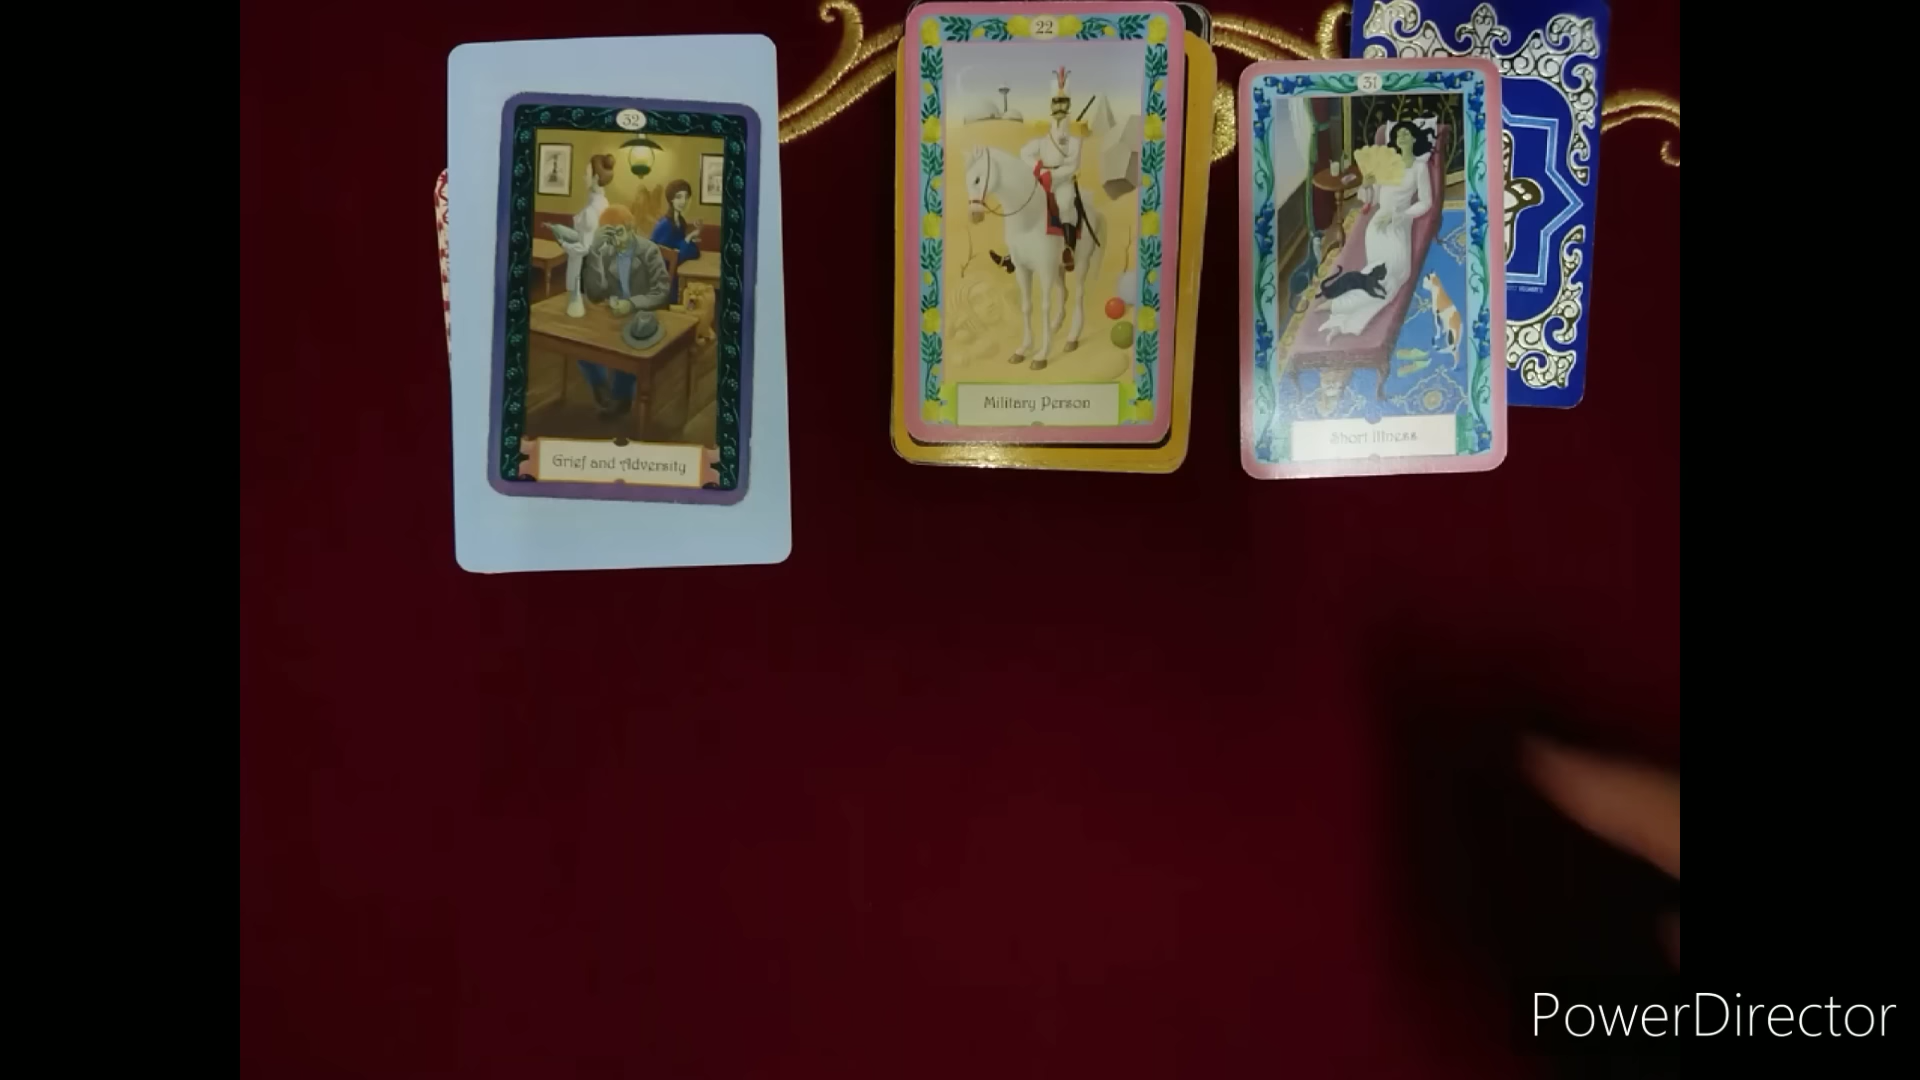 32
Grief and Adversity
22
Military Person
31
Short Illness
PowerDirector